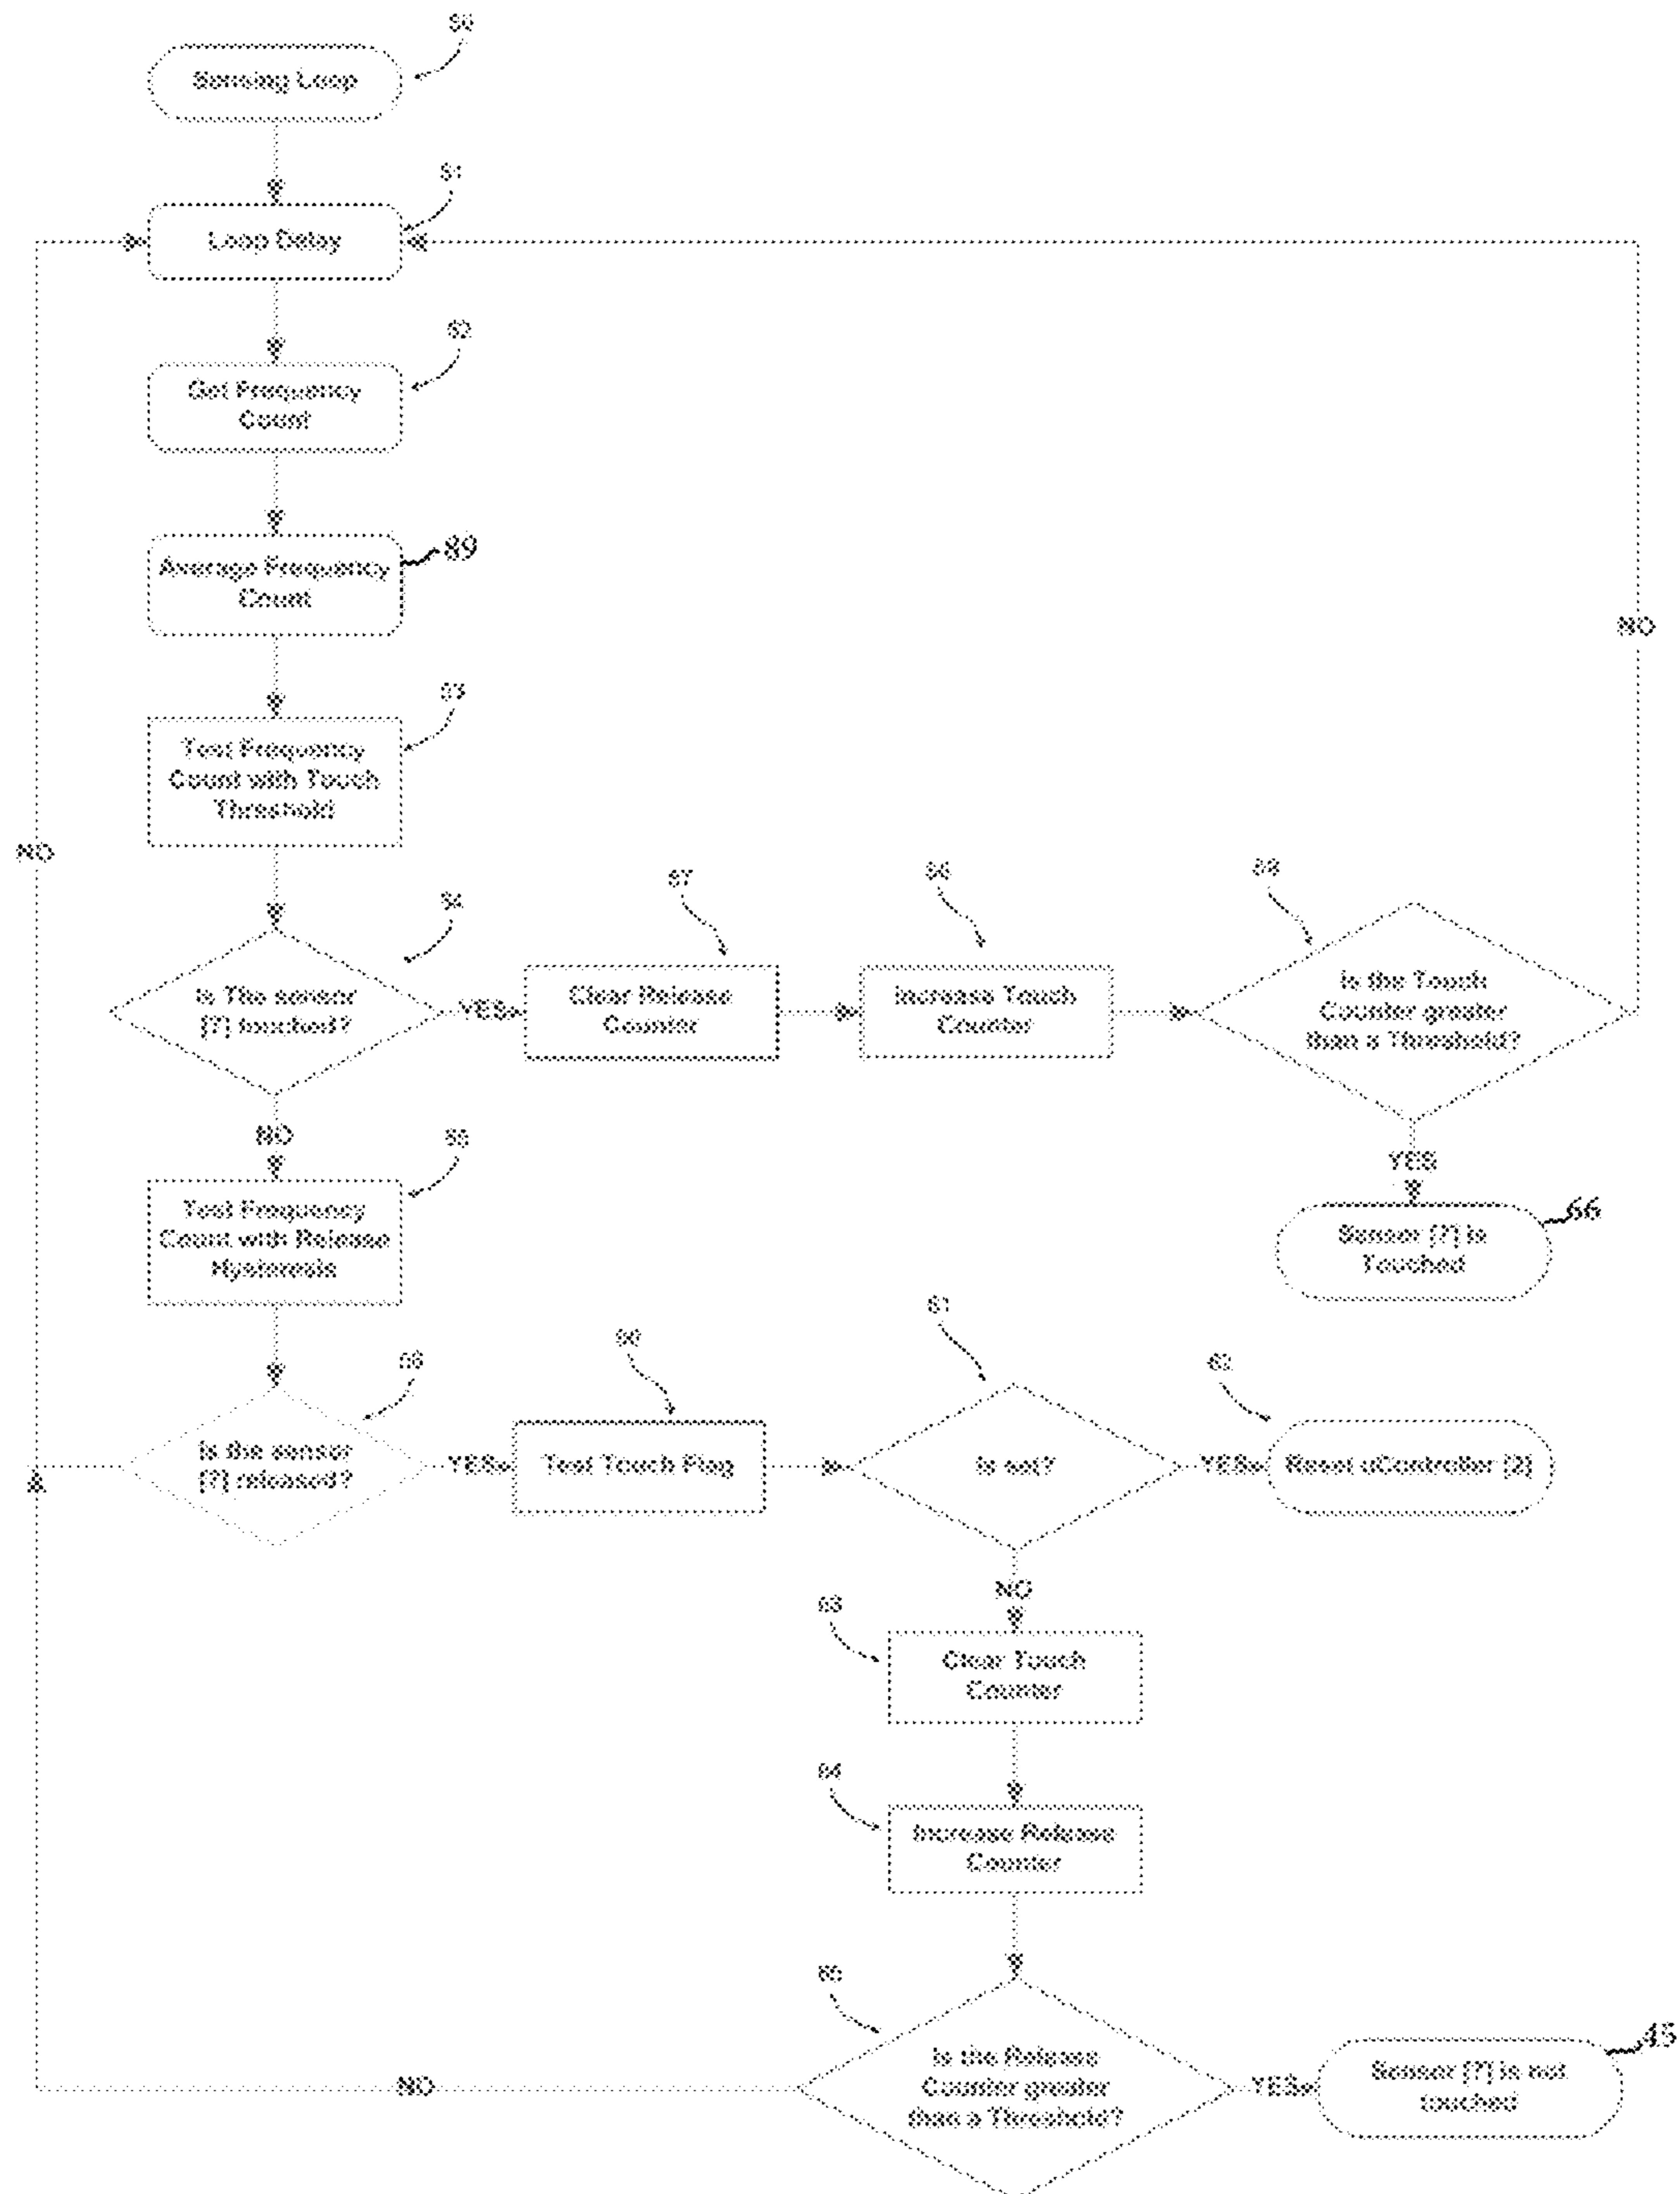 Sensing Loop
Loop Delay
Get Frequency
Count
Average Frequency
Count
89
Test Frequency
Count with Touch
Threshold
NO
NO
Is The sensor
[7] touched?
YES
Clear Release
Counter
Increase Touch
Counter
Is the Touch
Counter greater
than a Threshold?
NO
YES
Test Frequency
Count with Release
Hysteresis
Sensor [7] is
Touched
66
Is the sensor
[7] released?
YES
Test Touch Flag
Is set?
YES
Reset uController [2]
NO
Clear Touch
Counter
Increase Release
Counter
Is the Release
Counter greater
than a Threshold?
NO
YES
Sensor [7] is not
touched
45